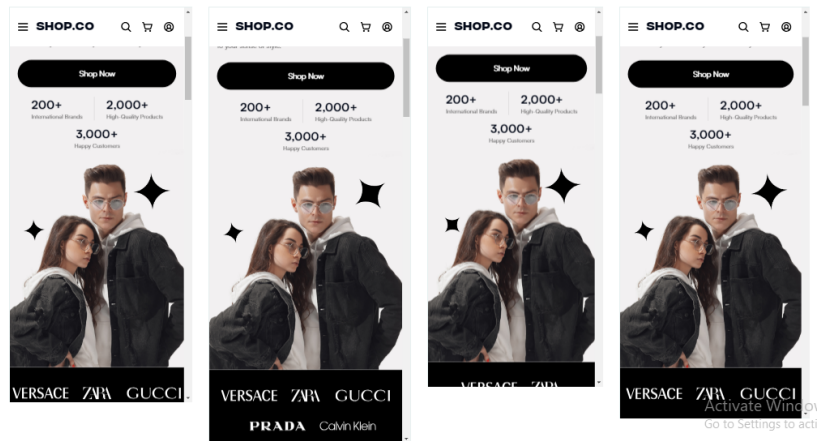 SHOP.CO
Shop Now
200+ 2,000+
International Brands High-Quality Products
3,000+
Happy Customers
VERSACE ZARA GUCCI
SHOP.CO
Shop Now
200+ 2,000+
International Brands High-Quality Products
3,000+
Happy Customers
VERSACE ZARA GUCCI
PRADA Calvin Klein
SHOP.CO
Shop Now
200+ 2,000+
International Brands High-Quality Products
3,000+
Happy Customers
VERSACE ZARA
SHOP.CO
Shop Now
200+ 2,000+
International Brands High-Quality Products
3,000+
Happy Customers
VERSACE ZARA GUCCI
Activate Window
Go to Settings to acti